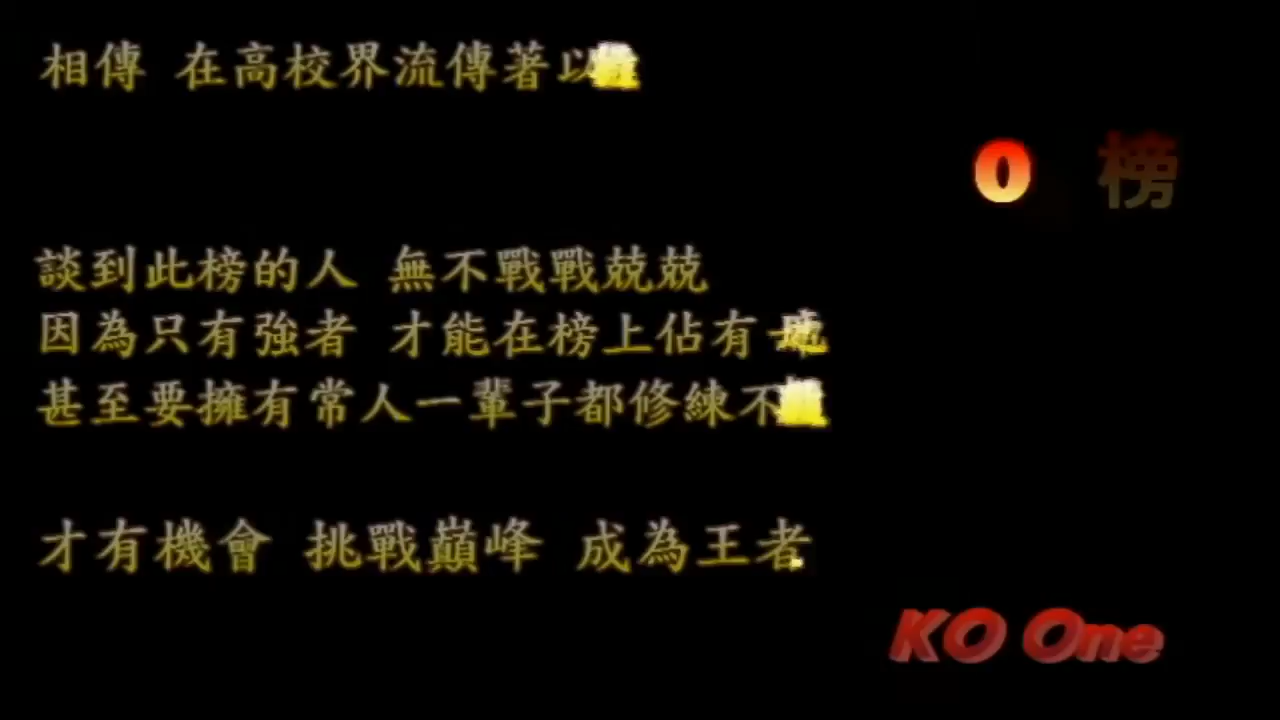 相傳 在高校界流傳著以
O 榜
談到此榜的人 無不戰戰兢兢
因為只有強者 才能在榜上佔有
甚至要擁有常人一輩子都修練不
才有機會 挑戰巔峰 成為王者
KO One